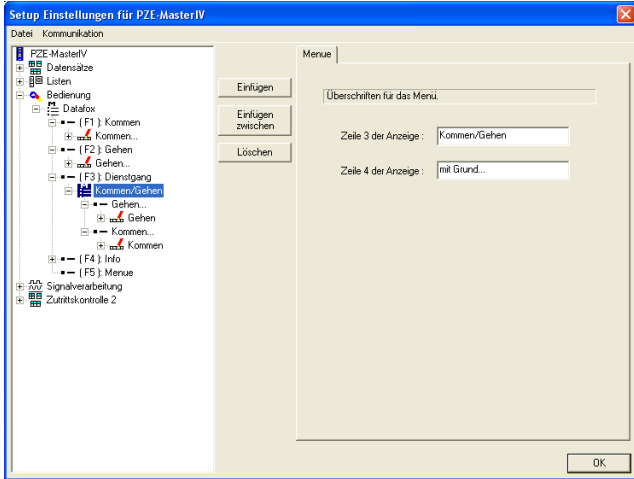 Setup Einstellungen für PZE-MasterIV
Datei Kommunikation
PZE-MasterIV
Datensätze
Listen
Bedienung
Datafox
( F1 ): Kommen
Kommen...
( F2 ): Gehen
Gehen...
( F3 ): Dienstgang
Kommen/Gehen
Gehen...
Gehen
Kommen...
Kommen
( F4 ): Info
( F5 ): Menue
Signalverarbeitung
Zutrittskontrolle 2
Einfügen
Einfügen
zwischen
Löschen
Menue
Überschriften für das Menü.
Zeile 3 der Anzeige : Kommen/Gehen
Zeile 4 der Anzeige : mit Grund...
OK